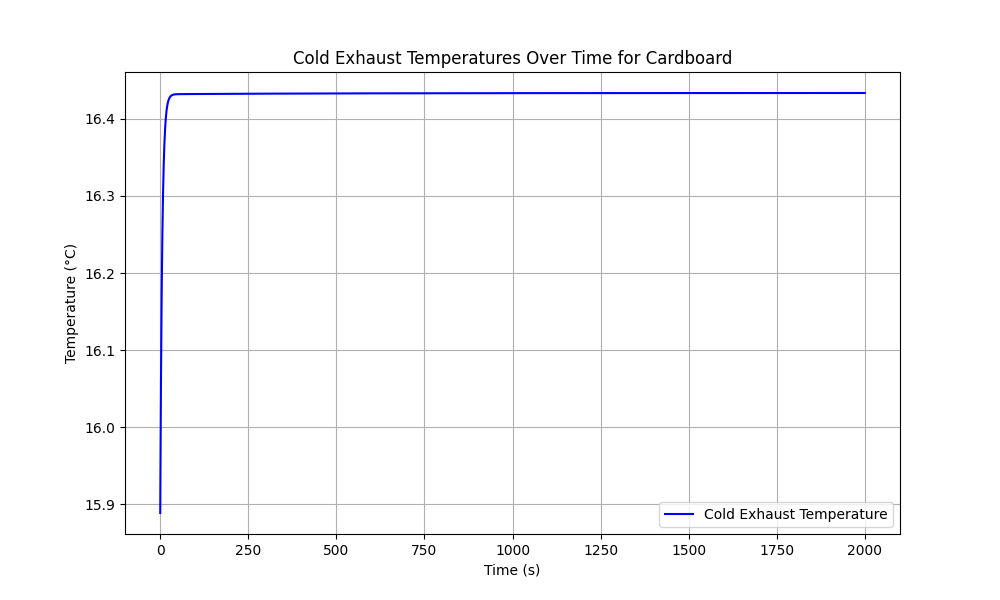 Cold Exhaust Temperatures Over Time for Cardboard
Temperature (°C)
16.4
16.3
16.2
16.1
16.0
15.9
Cold Exhaust Temperature
0 250 500 750 1000 1250 1500 1750 2000
Time (s)